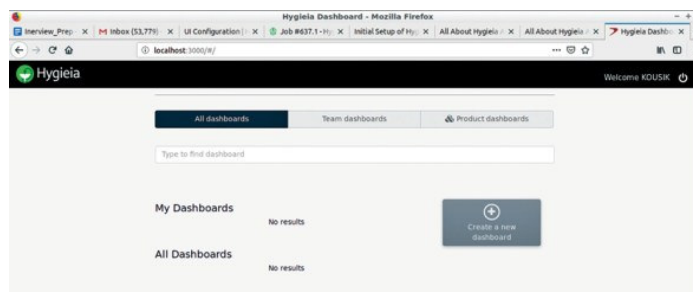 Hygieia Dashboard - Mozilla Firefox
Inerview_Prep
Inbox (53,779)
UI Configuration
Job #637.1 - Hy
Initial Setup of Hy
All About Hygieia
All About Hygieia
Hygieia Dashbo
localhost:3000/#/
Hygieia
Welcome KOUSIK
All dashboards
Team dashboards
Product dashboards
Type to find dashboard
My Dashboards
No results
Create a new
dashboard
All Dashboards
No results